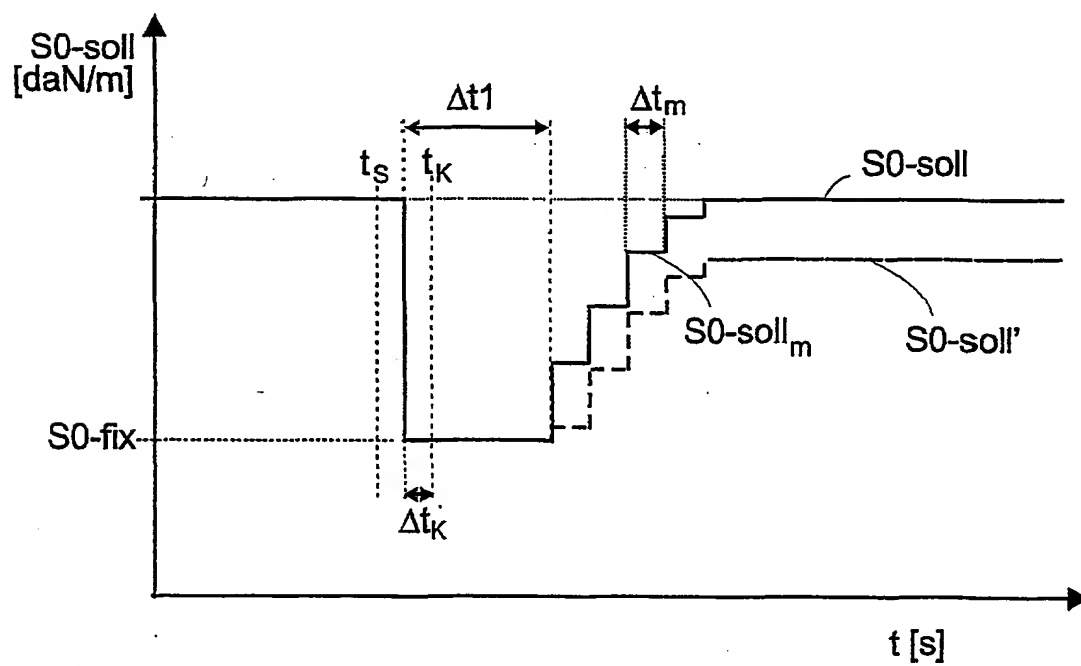 S0-soll
[daN/m]
Δt1
Δtm
tS
tK
S0-soll
S0-sollm
S0-soll'
S0-fix
ΔtK
t [s]